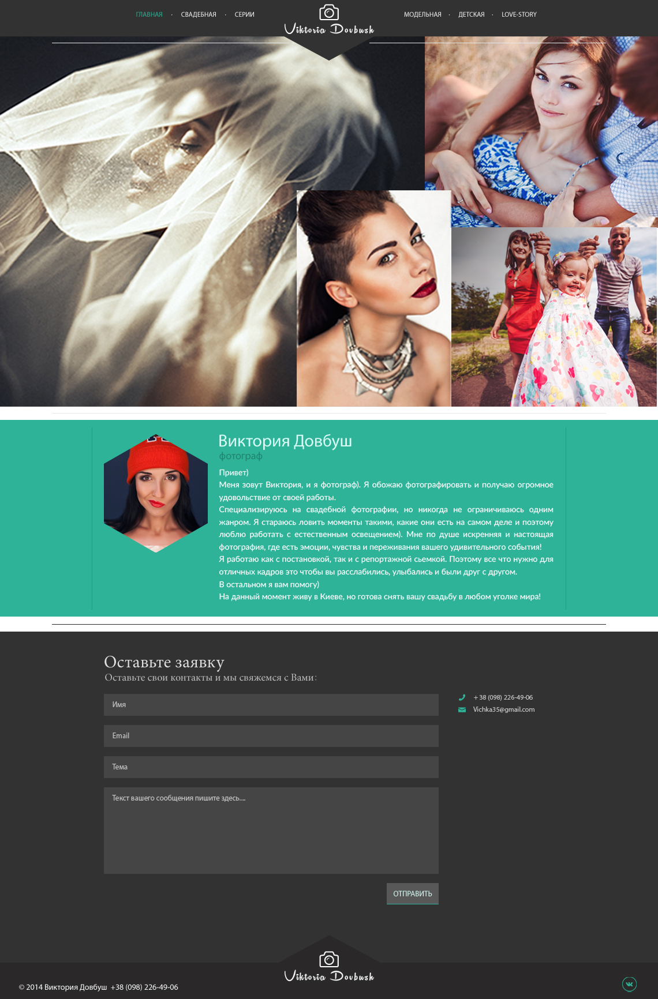 ГЛАВНАЯ · СВАДЕБНАЯ · СЕРИИ
Viktoria Dovbush
МОДЕЛЬНАЯ · ДЕТСКАЯ · LOVE-STORY
Виктория Довбуш
фотограф
Привет)
Меня зовут Виктория, и я фотограф). Я обожаю фотографировать и получаю огромное
удовольствие от своей работы.
Специализируюсь на свадебной фотографии, но никогда не ограничиваюсь одним
жанром. Я стараюсь ловить моменты такими, какие они есть на самом деле и поэтому
люблю работать с естественным освещением). Мне по душе искренняя и настоящая
фотография, где есть эмоции, чувства и переживания вашего удивительного события!
Я работаю как с постановкой, так и с репортажной сьемкой. Поэтому все что нужно для
отличных кадров это чтобы вы расслабились, улыбались и были друг с другом.
В остальном я вам помогу)
На данный момент живу в Киеве, но готова снять вашу свадьбу в любом уголке мира!
Оставьте заявку
Оставьте свои контакты и мы свяжемся с Вами:
Имя
Email
Тема
Текст вашего сообщения пишите здесь....
ОТПРАВИТЬ
+ 38 (098) 226-49-06
Vichka35@gmail.com
Viktoria Dovbush
© 2014 Виктория Довбуш +38 (098) 226-49-06